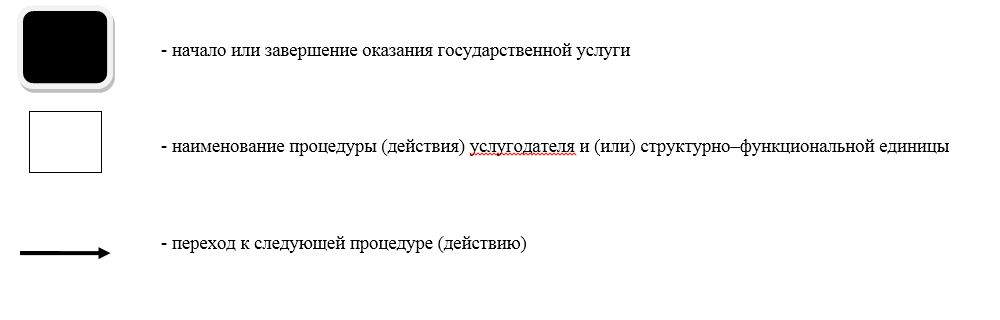 - начало или завершение оказания государственной услуги
- наименование процедуры (действия) услугодателя и (или) структурно–функциональной единицы
- переход к следующей процедуре (действию)